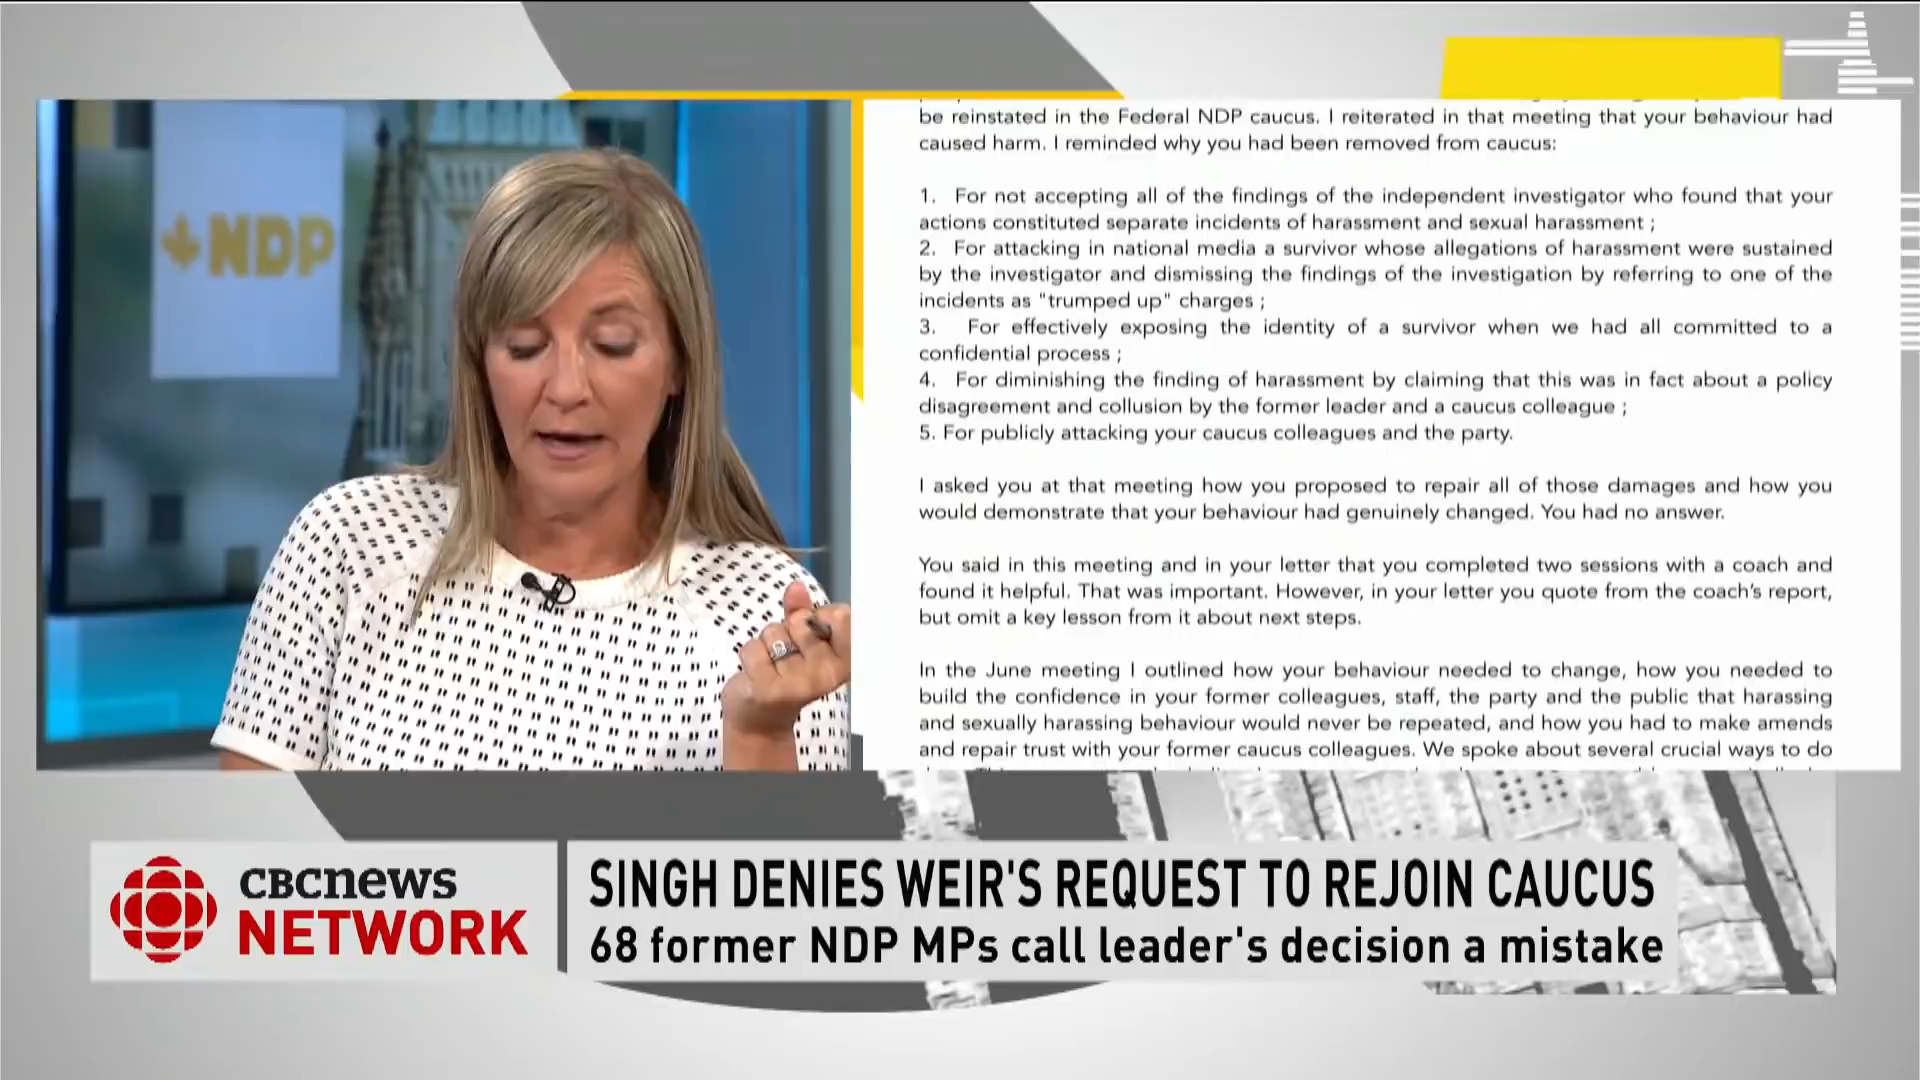 NDP
be reinstated in the Federal NDP caucus. I reiterated in that meeting that your behaviour had
caused harm. I reminded why you had been removed from caucus:
1. For not accepting all of the findings of the independent investigator who found that your
actions constituted separate incidents of harassment and sexual harassment ;
2. For attacking in national media a survivor whose allegations of harassment were sustained
by the investigator and dismissing the findings of the investigation by referring to one of the
incidents as "trumped up" charges ;
3. For effectively exposing the identity of a survivor when we had all committed to a
confidential process ;
4. For diminishing the finding of harassment by claiming that this was in fact about a policy
disagreement and collusion by the former leader and a caucus colleague ;
5. For publicly attacking your caucus colleagues and the party.
I asked you at that meeting how you proposed to repair all of those damages and how you
would demonstrate that your behaviour had genuinely changed. You had no answer.
You said in this meeting and in your letter that you completed two sessions with a coach and
found it helpful. That was important. However, in your letter you quote from the coach's report,
but omit a key lesson from it about next steps.
In the June meeting I outlined how your behaviour needed to change, how you needed to
build the confidence in your former colleagues, staff, the party and the public that harassing
and sexually harassing behaviour would never be repeated, and how you had to make amends
and repair trust with your former caucus colleagues. We spoke about several crucial ways to do
CBCnews
NETWORK
SINGH DENIES WEIR'S REQUEST TO REJOIN CAUCUS
68 former NDP MPs call leader's decision a mistake